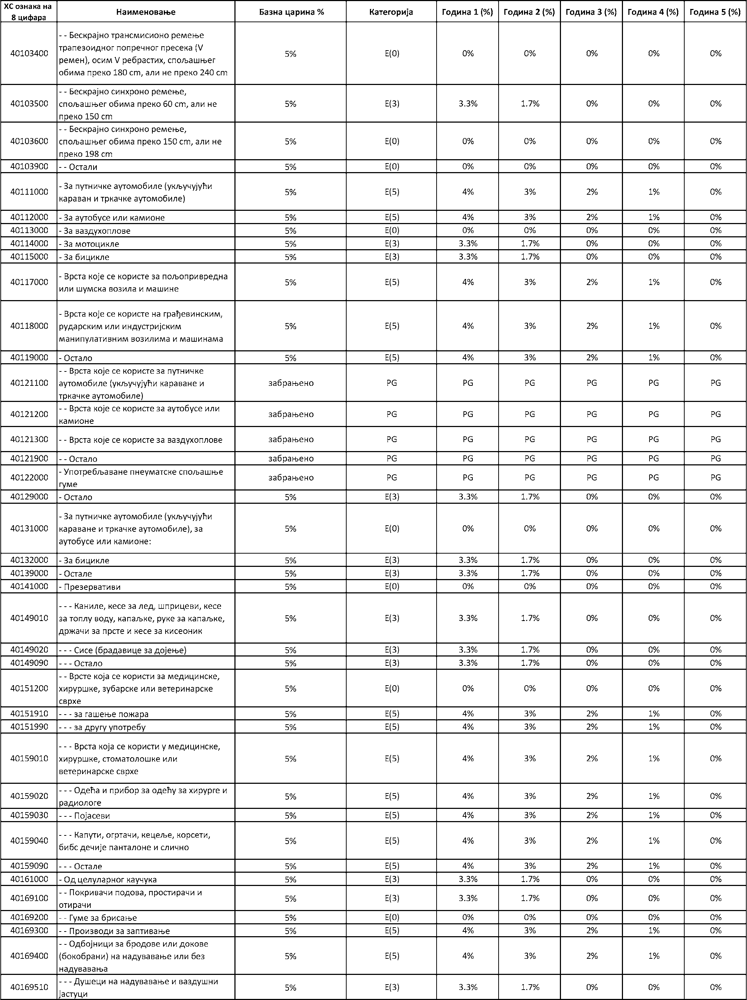 ХС ознака на 8 цифара Наименовање Базна царина % Категорија Година 1 (%) Година 2 (%) Година 3 (%) Година 4 (%) Година 5 (%)
40103400 - - Бескрајно трансмисионо ремење трапезоидног попречног пресека (V ремен), осим V ребрастих, спољашњег обима преко 180 cm, али не преко 240 cm 5% E(0) 0% 0% 0% 0% 0%
40103500 - - Бескрајно синхроно ремење, спољашњег обима преко 60 cm, али не преко 150 cm 5% E(3) 3.3% 1.7% 0% 0% 0%
40103600 - - Бескрајно синхроно ремење, спољашњег обима преко 150 cm, али не преко 198 cm 5% E(0) 0% 0% 0% 0% 0%
40103900 - - Остали 5% E(0) 0% 0% 0% 0% 0%
40111000 - За путничке аутомобиле (укључујући караван и тркачке аутомобиле) 5% E(5) 4% 3% 2% 1% 0%
40112000 - За аутобусе или камионе 5% E(5) 4% 3% 2% 1% 0%
40113000 - За ваздухоплове 5% E(0) 0% 0% 0% 0% 0%
40114000 - За мотоцикле 5% E(3) 3.3% 1.7% 0% 0% 0%
40115000 - За бицикле 5% E(3) 3.3% 1.7% 0% 0% 0%
40117000 - Врста које се користе за пољопривредна или шумска возила и машине 5% E(5) 4% 3% 2% 1% 0%
40118000 - Врста које се користе на грађевинским, рударским или индустријским манипулативним возилима и машинама 5% E(5) 4% 3% 2% 1% 0%
40119000 - Остало 5% E(5) 4% 3% 2% 1% 0%
40121100 - - Врста које се користе за путничке аутомобиле (укључујући караване и тркачке аутомобиле) забрањено PG PG PG PG PG PG
40121200 - - Врста које се користе за аутобусе или камионе забрањено PG PG PG PG PG PG
40121300 - - Врста које се користе за ваздухоплове забрањено PG PG PG PG PG PG
40121900 - - Остало забрањено PG PG PG PG PG PG
40122000 - Употребљаване пнеуматске спољашње гуме забрањено PG PG PG PG PG PG
40129000 - Остало 5% E(3) 3.3% 1.7% 0% 0% 0%
40131000 - За путничке аутомобиле (укључујући караване и тркачке аутомобиле), за аутобусе или камионе: 5% E(0) 0% 0% 0% 0% 0%
40132000 - За бицикле 5% E(3) 3.3% 1.7% 0% 0% 0%
40139000 - Остале 5% E(3) 3.3% 1.7% 0% 0% 0%
40141000 - Презервативи 5% E(0) 0% 0% 0% 0% 0%
40149010 - - - Каниле, кесе за лед, шприцеви, кесе за топлу воду, капаљке, руке за капаљке, држачи за прсте и кесе за кисеоник 5% E(3) 3.3% 1.7% 0% 0% 0%
40149020 - - - Сисе (брадавице за дојење) 5% E(3) 3.3% 1.7% 0% 0% 0%
40149090 - - - Остало 5% E(3) 3.3% 1.7% 0% 0% 0%
40151200 - - Врсте која се користи за медицинске, хируршке, зубарске или ветеринарске сврхе 5% E(0) 0% 0% 0% 0% 0%
40151910 - - - за гашење пожара 5% E(5) 4% 3% 2% 1% 0%
40151990 - - - за другу употребу 5% E(5) 4% 3% 2% 1% 0%
40159010 - - - Врста која се користи у медицинске, хируршке, стоматолошке или ветеринарске сврхе 5% E(5) 4% 3% 2% 1% 0%
40159020 - - - Одећа и прибор за одећу за хирурге и радиологе 5% E(5) 4% 3% 2% 1% 0%
40159030 - - - Појасеви 5% E(5) 4% 3% 2% 1% 0%
40159040 - - - Капути, огртачи, кецеље, корсети, бибс дечије панталоне и слично 5% E(5) 4% 3% 2% 1% 0%
40159090 - - - Остале 5% E(5) 4% 3% 2% 1% 0%
40161000 - Од целуларног каучука 5% E(3) 3.3% 1.7% 0% 0% 0%
40169100 - - Покривачи подова, простирачи и отирачи 5% E(3) 3.3% 1.7% 0% 0% 0%
40169200 - - Гуме за брисање 5% E(0) 0% 0% 0% 0% 0%
40169300 - - Производи за заптивање 5% E(5) 4% 3% 2% 1% 0%
40169400 - - Одбојници за бродове или докове (бокобрани) на надувавање или без надувавања 5% E(5) 4% 3% 2% 1% 0%
40169510 - - - Душеци на надувавање и ваздушни јастуци 5% E(3) 3.3% 1.7% 0% 0% 0%